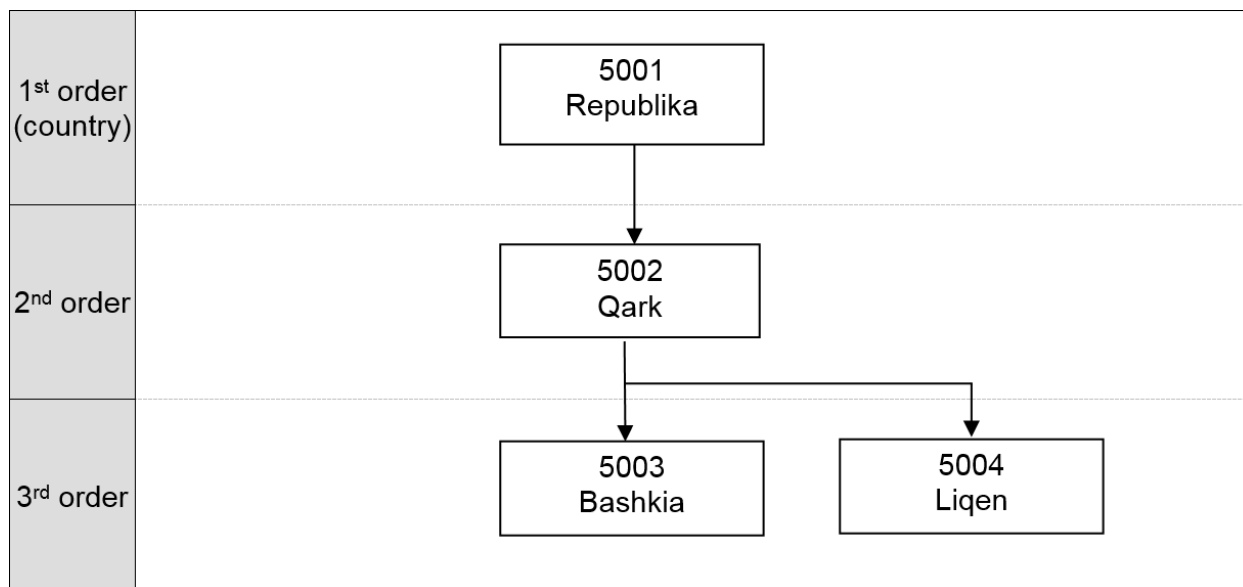 1st order
(country)
5001
Republika
2nd order
5002
Qark
3rd order
5003
Bashkia
5004
Liqen